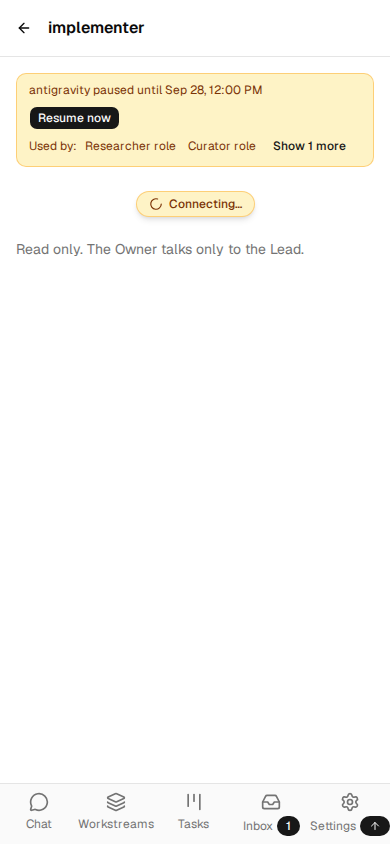 implementer
antigravity paused until Sep 28, 12:00 PM
Resume now
Used by: Researcher role Curator role Show 1 more
Connecting...
Read only. The Owner talks only to the Lead.
Chat Workstreams Tasks Inbox 1 Settings